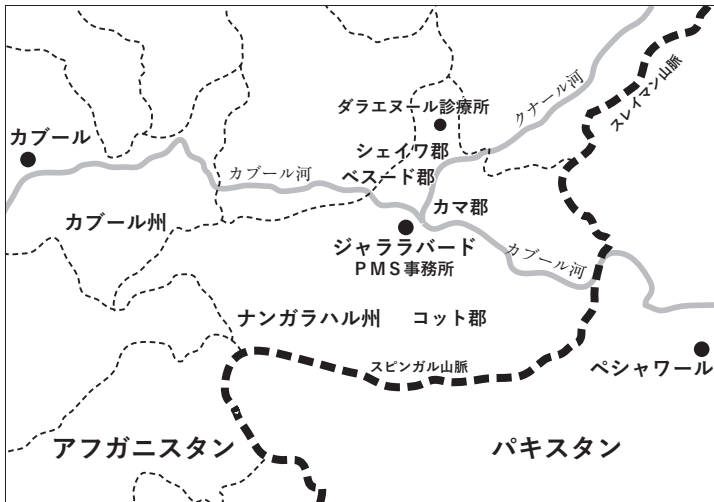 スレイマン山脈
クナール河
ダラエヌール診療所
カブール
シェイワ郡
カブール河
ベスード郡
カマ郡
カブール州
ジャララバード
PMS事務所
カブール河
ナンガラハル州
コット郡
スピンガル山脈
ペシャワール
アフガニスタン
パキスタン